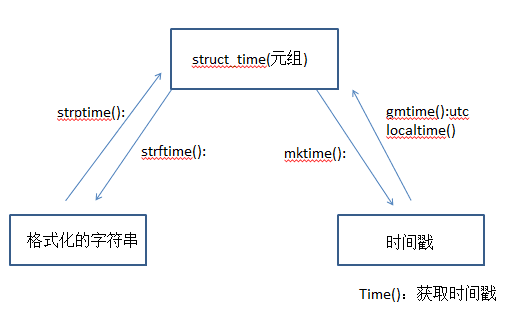 struct_time(元组)
strptime():
strftime():
mktime():
gmtime():utc
localtime()
格式化的字符串
时间戳
Time()：获取时间戳